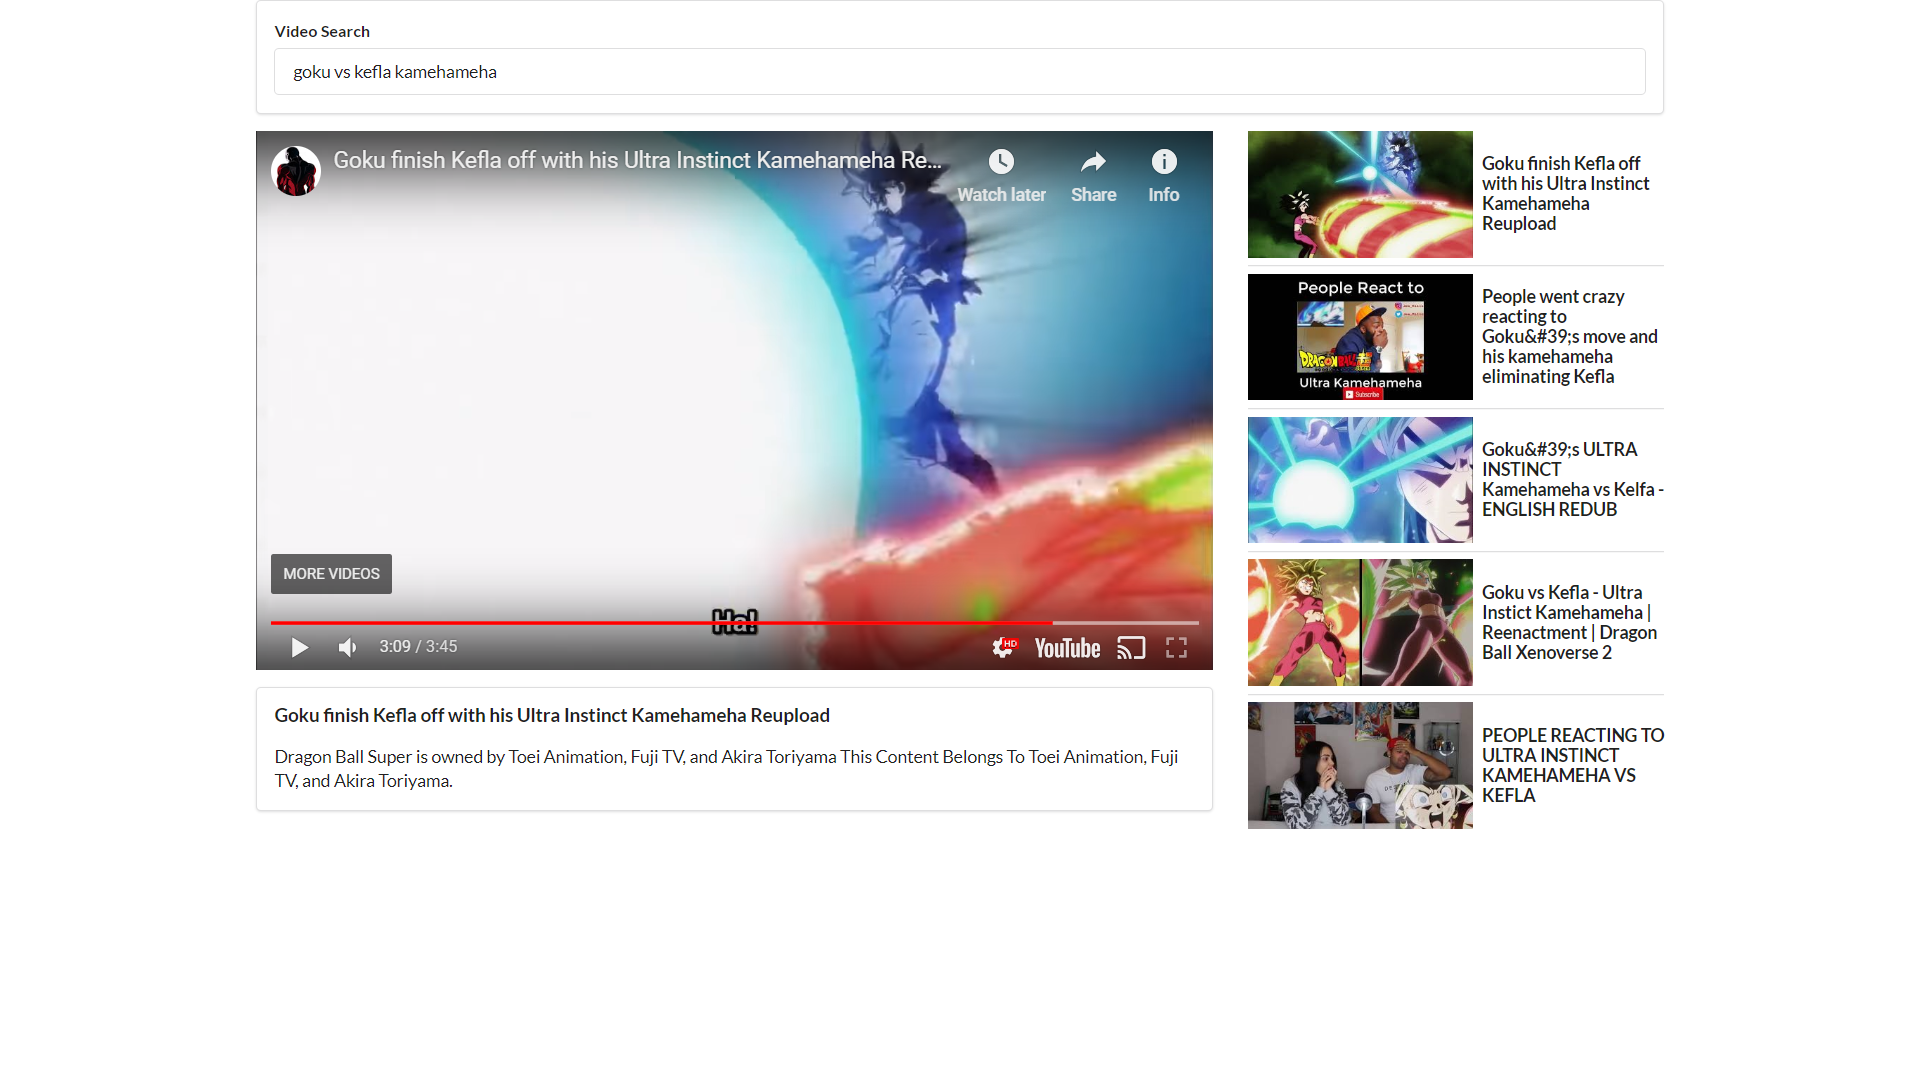 Video Search
goku vs kefla kamehameha
Goku finish Kefla off with his Ultra Instinct Kamehameha Re...
Watch later
Share
Info
MORE VIDEOS
Ha!
3:09 / 3:45
HD
YouTube
Goku finish Kefla off with his Ultra Instinct Kamehameha Reupload
Dragon Ball Super is owned by Toei Animation, Fuji TV, and Akira Toriyama This Content Belongs To Toei Animation, Fuji
TV, and Akira Toriyama.
Goku finish Kefla off
with his Ultra Instinct
Kamehameha
Reupload
People React to
DRAGON BALL
Ultra Kamehameha
Subscribe
People went crazy
reacting to
Goku&#39;s move and
his kamehameha
eliminating Kefla
Goku&#39;s ULTRA
INSTINCT
Kamehameha vs Kelfa -
ENGLISH REDUB
Goku vs Kefla - Ultra
Instict Kamehameha |
Reenactment | Dragon
Ball Xenoverse 2
PEOPLE REACTING TO
ULTRA INSTINCT
KAMEHAMEHA VS
KEFLA